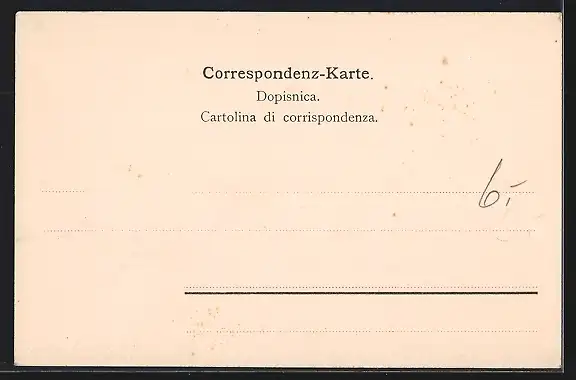 Correspondenz-Karte.
Dopisnica.
Cartolina di corrispondenza.
6,-